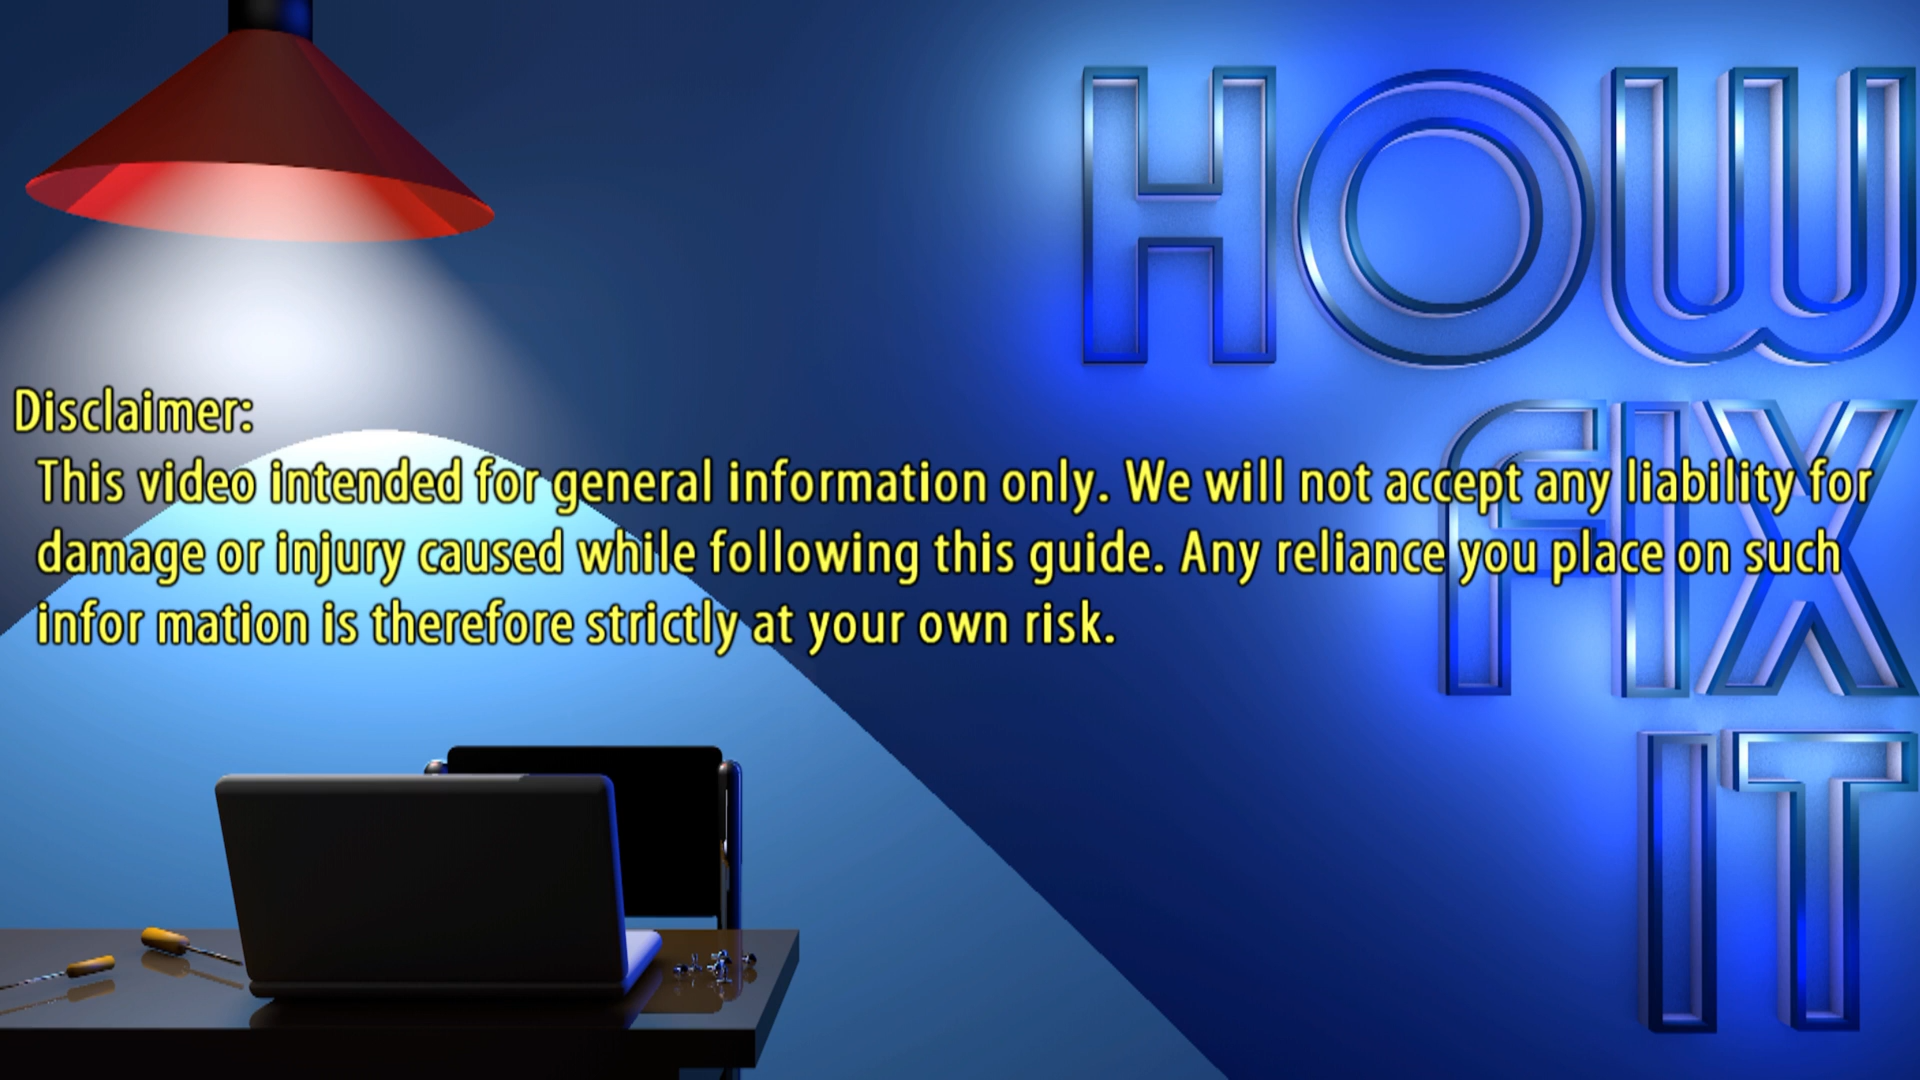 HOW
FIX
IT
Disclaimer:
This video intended for general information only. We will not accept any liability for
damage or injury caused while following this guide. Any reliance you place on such
infor mation is therefore strictly at your own risk.